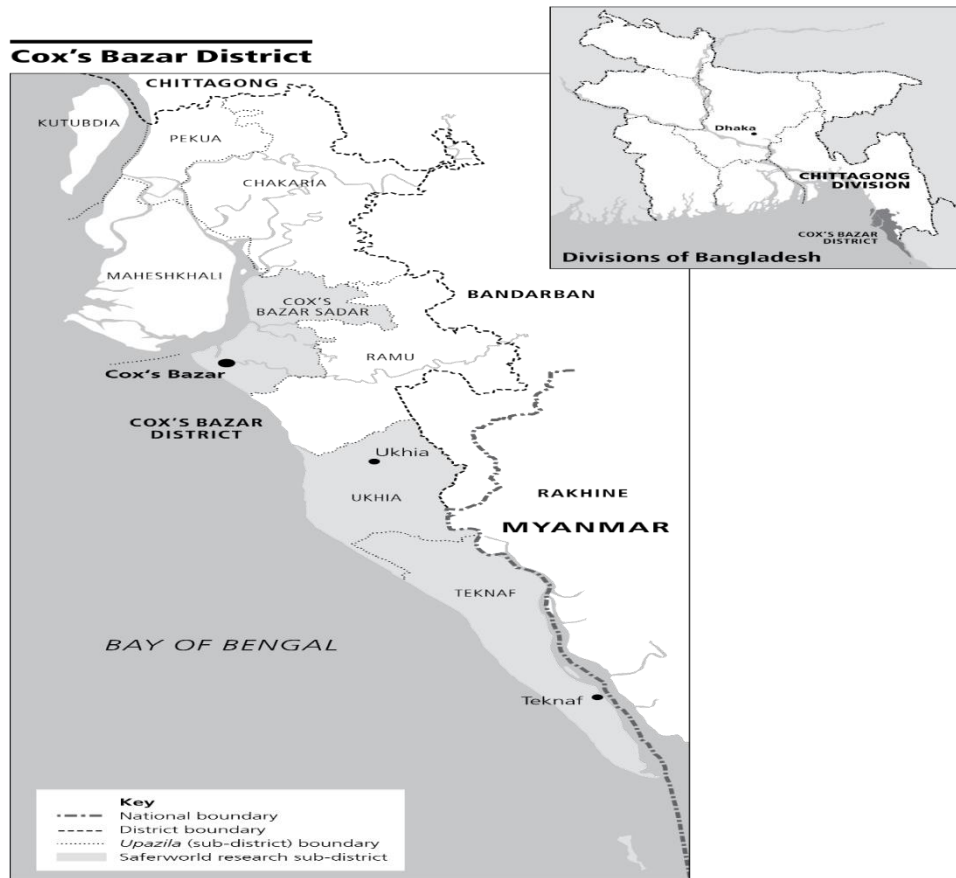 Cox's Bazar District
CHITTAGONG
KUTUBDIA
PEKUA
CHAKARIA
MAHESHKHALI
COX'S
BAZAR SADAR
BANDARBAN
RAMU
Cox's Bazar
COX'S BAZAR
DISTRICT
Ukhia
UKHIA
RAKHINE
MYANMAR
TEKNAF
BAY OF BENGAL
Teknaf
Key
National boundary
District boundary
Upazila (sub-district) boundary
Saferworld research sub-district
Dhaka
CHITTAGONG
DIVISION
COX'S BAZAR
DISTRICT
Divisions of Bangladesh